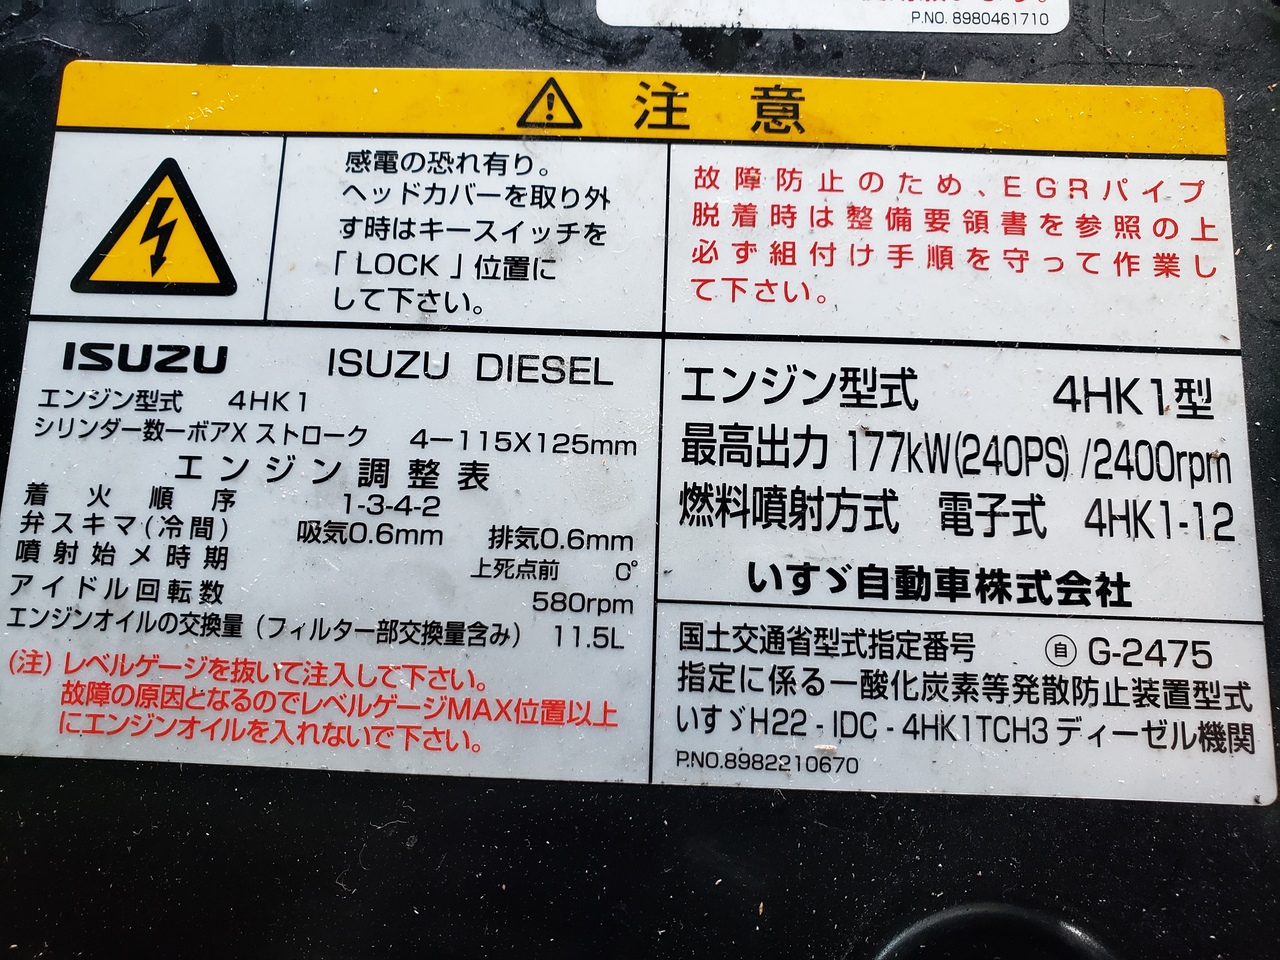 P.NO. 8980461710
注意
感電の恐れ有り。
ヘッドカバーを取り外
す時はキースイッチを
「LOCK」位置に
して下さい。
故障防止のため、EGRパイプ
脱着時は整備要領書を参照の上
必ず組付け手順を守って作業し
て下さい。
ISUZU ISUZU DIESEL
エンジン型式 4HK1
シリンダー数ーボアX ストローク 4ー115X125mm
エンジン調整表
着火順序 1-3-4-2
弁スキマ(冷間) 吸気0.6mm 排気0.6mm
噴射始メ時期 上死点前 0°
アイドル回転数 580rpm
エンジンオイルの交換量(フィルター部交換量含み) 11.5L
(注) レベルゲージを抜いて注入して下さい。
故障の原因となるのでレベルゲージMAX位置以上
にエンジンオイルを入れないで下さい。
エンジン型式 4HK1型
最高出力 177kW(240PS) /2400rpm
燃料噴射方式 電子式 4HK1-12
いすゞ自動車株式会社
国土交通省型式指定番号 ㊀自 G-2475
指定に係る一酸化炭素等発散防止装置型式
いすゞH22 - IDC - 4HK1TCH3 ディーゼル機関
P.NO.8982210670